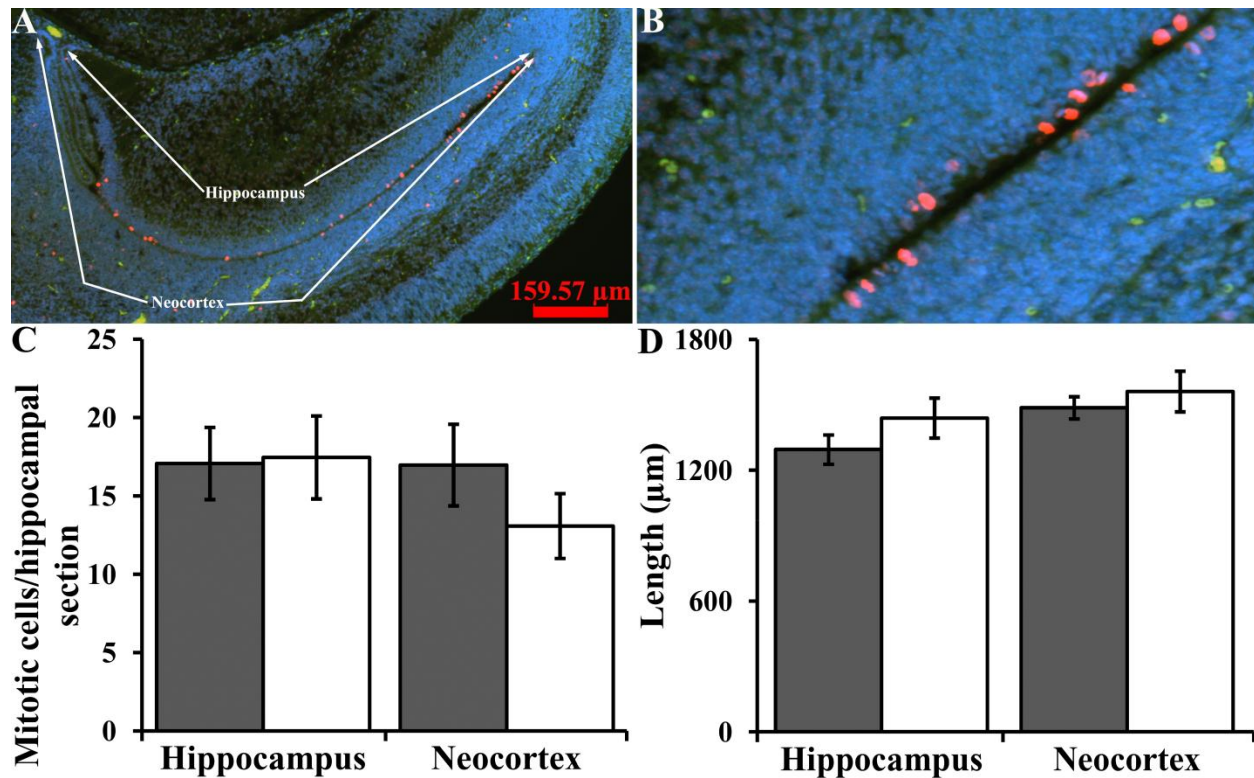 A
Hippocampus
Neocortex
159.57 µm
B
C
Mitotic cells/hippocampal
section
25
20
15
10
5
0
Hippocampus
Neocortex
D
Length (µm)
1800
1200
600
0
Hippocampus
Neocortex